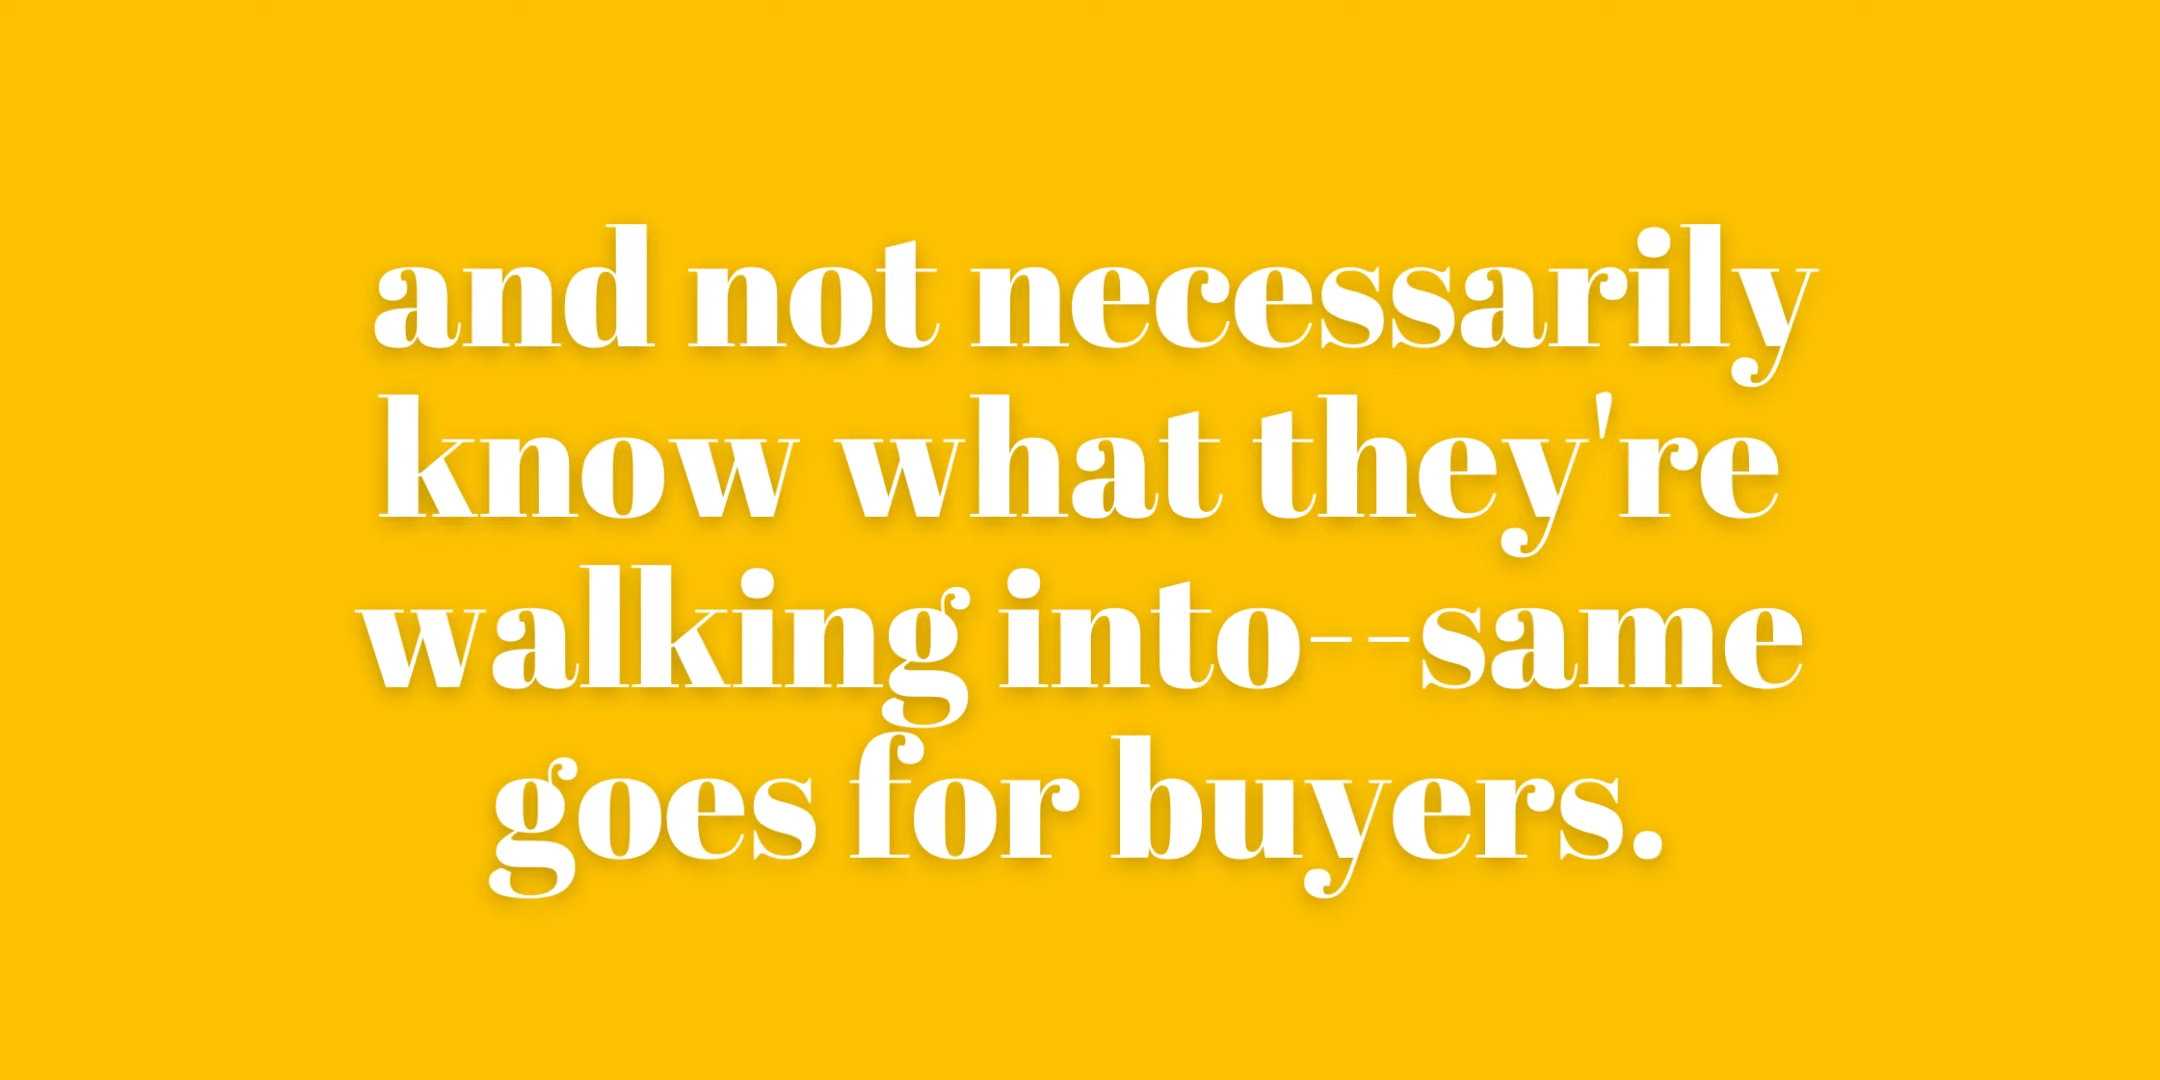 and not necessarily
know what they're
walking into--same
goes for buyers.